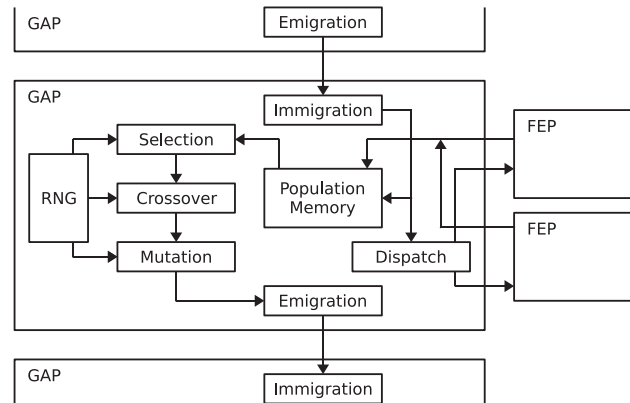 GAP
Emigration
GAP
Immigration
FEP
Selection
RNG
Crossover
Population
Memory
FEP
Mutation
Dispatch
Emigration
GAP
Immigration